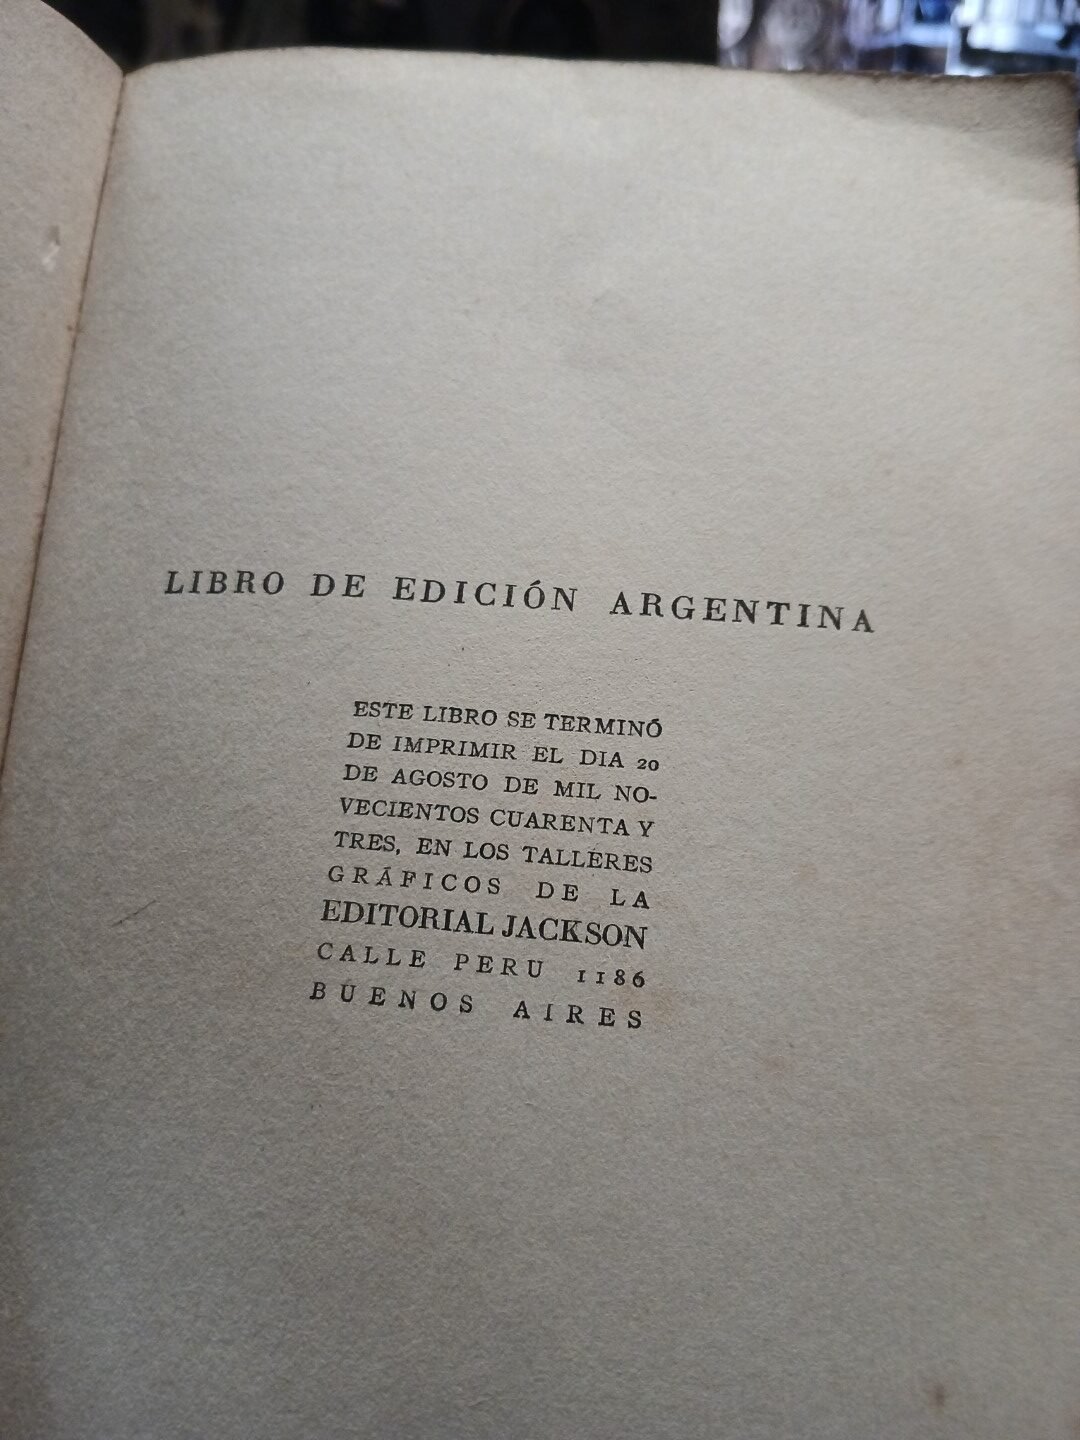 LIBRO DE EDICIÓN ARGENTINA
ESTE LIBRO SE TERMINÓ
DE IMPRIMIR EL DIA 20
DE AGOSTO DE MIL NO-
VECIENTOS CUARENTA Y
TRES, EN LOS TALLERES
GRÁFICOS DE LA
EDITORIAL JACKSON
CALLE PERU 1186
BUENOS AIRES